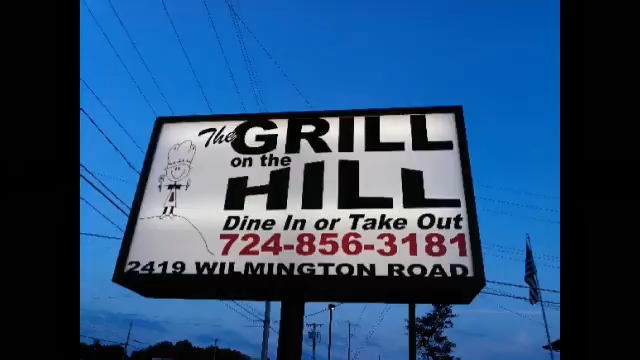 The GRILL
on the
HILL
Dine In or Take Out
724-856-3181
2419 WILMINGTON ROAD